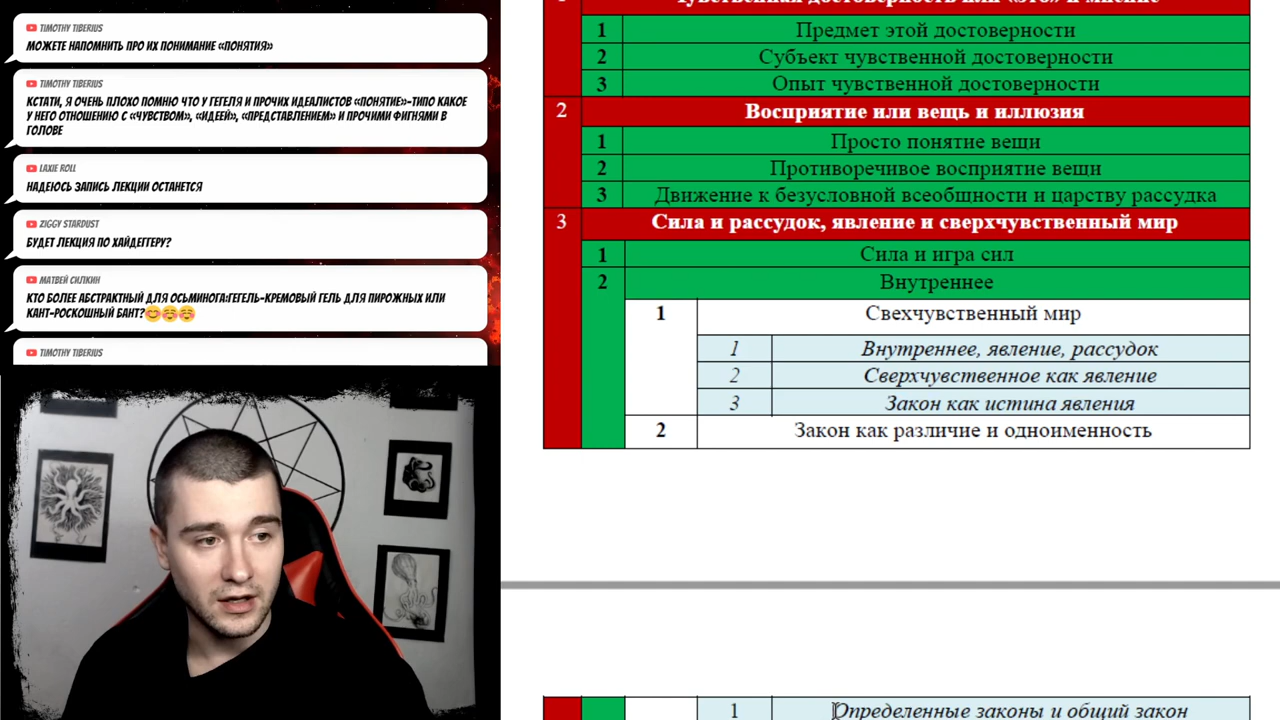 TIMOTHY TIBERIUS
МОЖЕТЕ НАПОМНИТЬ ПРО ИХ ПОНИМАНИЕ «ПОНЯТИЯ»
TIMOTHY TIBERIUS
КСТАТИ, Я ОЧЕНЬ ПЛОХО ПОМНЮ ЧТО У ГЕГЕЛЯ И ПРОЧИХ ИДЕАЛИСТОВ «ПОНЯТИЕ»-ТИПО КАКОЕ
У НЕГО ОТНОШЕНИЮ С «ЧУВСТВОМ», «ИДЕЕЙ», «ПРЕДСТАВЛЕНИЕМ» И ПРОЧИМИ ФИГНЯМИ В
ГОЛОВЕ
LAXIE ROLL
НАДЕЮСЬ ЗАПИСЬ ЛЕКЦИИ ОСТАНЕТСЯ
ZIGGY STARDUST
БУДЕТ ЛЕКЦИЯ ПО ХАЙДЕГГЕРУ?
МАТВЕЙ СИЛКИН
КТО БОЛЕЕ АБСТРАКТНЫЙ ДЛЯ ОСЬМИНОГА:ГЕГЕЛЬ-КРЕМОВЫЙ ГЕЛЬ ДЛЯ ПИРОЖНЫХ ИЛИ
КАНТ-РОСКОШНЫЙ БАНТ?😊☺️☺️
TIMOTHY TIBERIUS
Чувственная достоверность или «это» и мнение
1 Предмет этой достоверности
2 Субъект чувственной достоверности
3 Опыт чувственной достоверности
2 Восприятие или вещь и иллюзия
1 Просто понятие вещи
2 Противоречивое восприятие вещи
3 Движение к безусловной всеобщности и царству рассудка
3 Сила и рассудок, явление и сверхчувственный мир
1 Сила и игра сил
2 Внутреннее
1 Свехчувственный мир
1 Внутреннее, явление, рассудок
2 Сверхчувственное как явление
3 Закон как истина явления
2 Закон как различие и одноименность
1 Определенные законы и общий закон